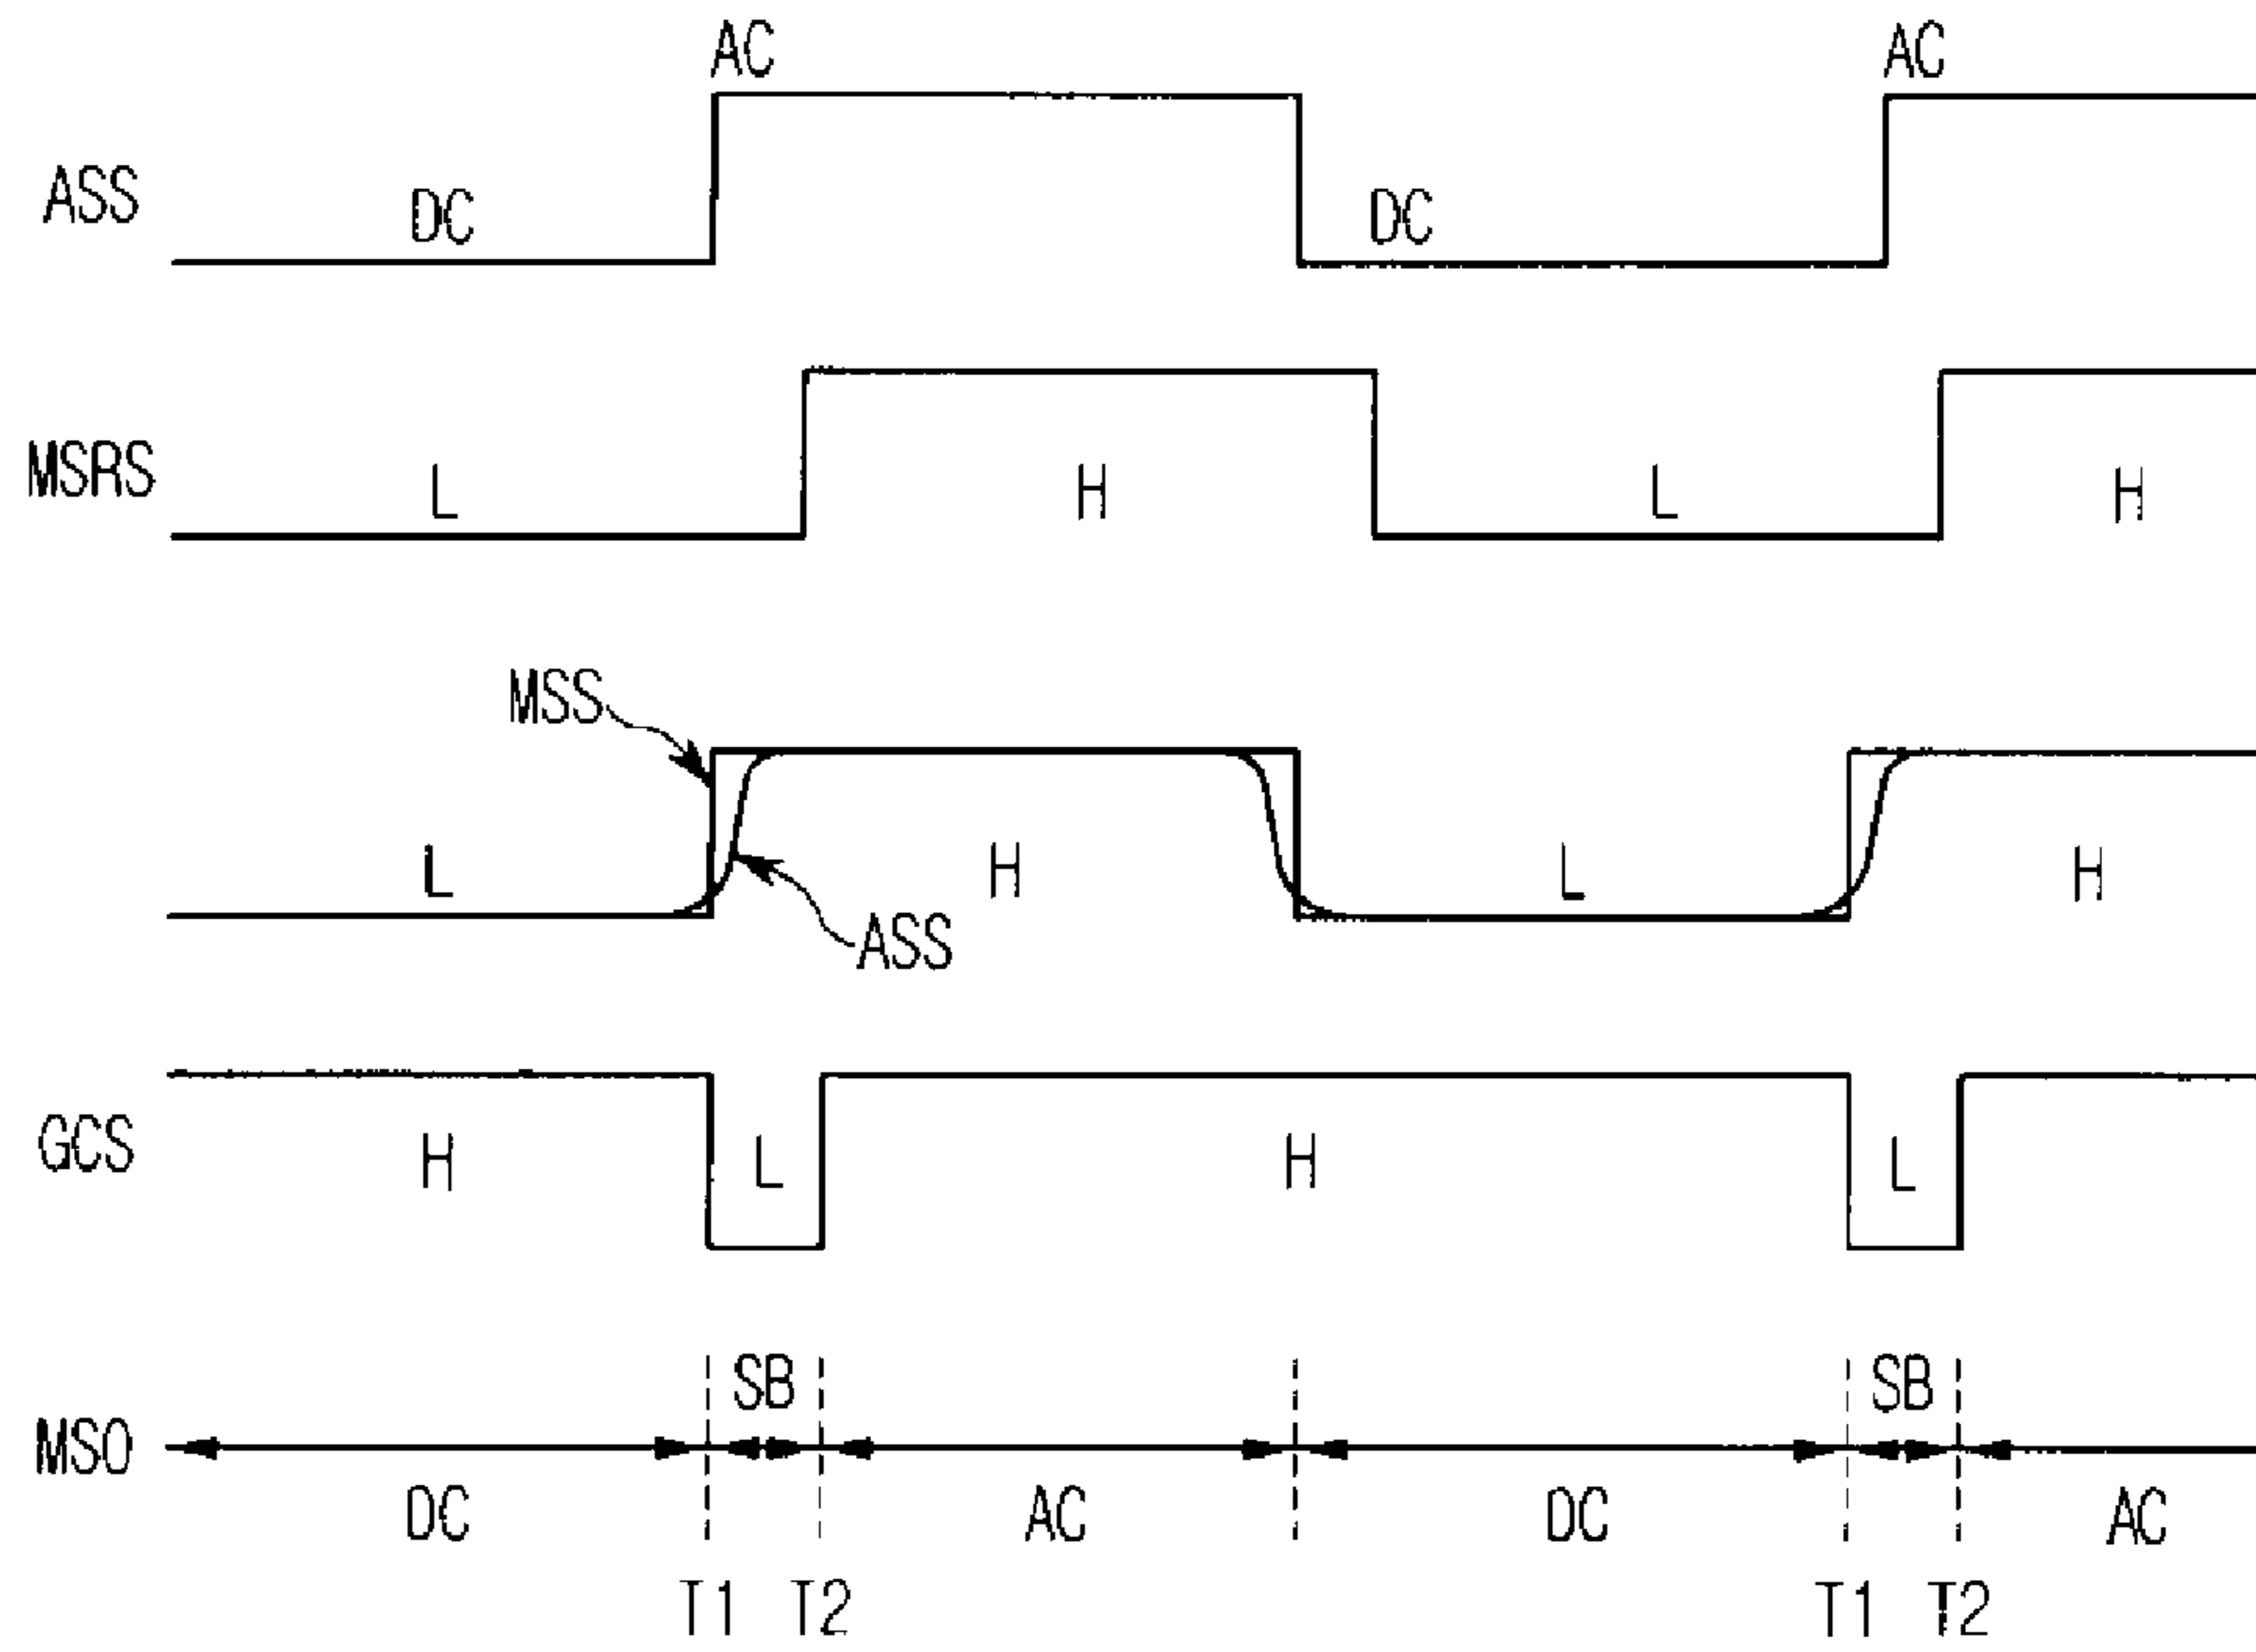 AC AC
ASS DC DC
MSRS L H L H
MSS
L H L H
ASS
GCS H L H L
SB SB
MSO
DC AC DC AC
T1 T2 T1 T2